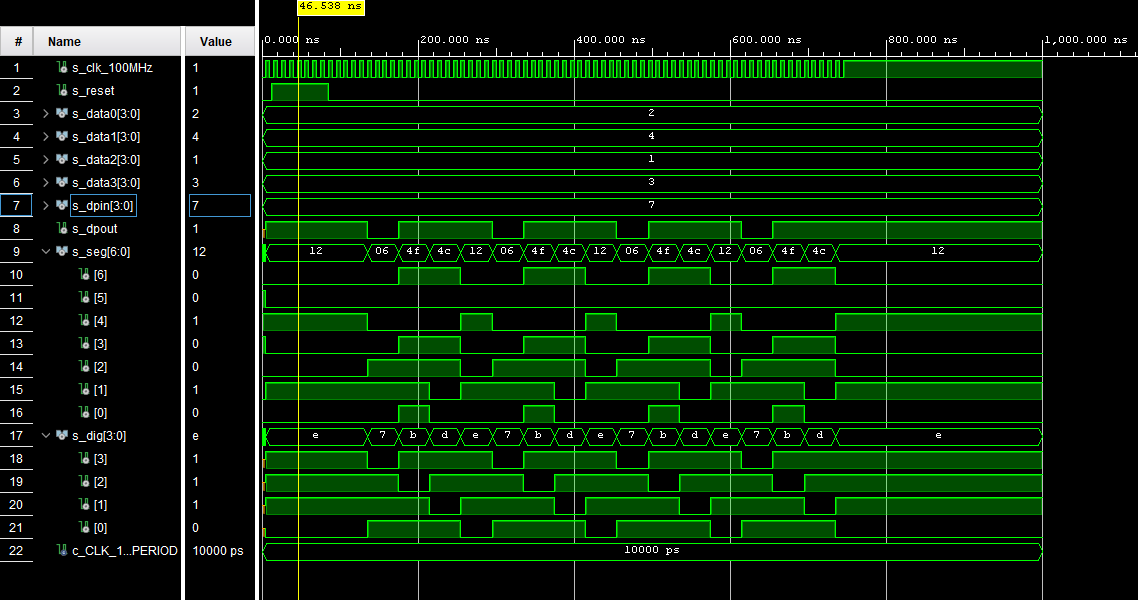 46.538 ns
# Name Value
0.000 ns 200.000 ns 400.000 ns 600.000 ns 800.000 ns 1,000.000 ns
1 s_clk_100MHz 1
2 s_reset 1
3 s_data0[3:0] 2 2
4 s_data1[3:0] 4 4
5 s_data2[3:0] 1 1
6 s_data3[3:0] 3 3
7 s_dpin[3:0] 7 7
8 s_dpout 1
9 s_seg[6:0] 12 12 06 4f 4c 12 06 4f 4c 12 06 4f 4c 12 06 4f 4c 12
10 [6] 0
11 [5] 0
12 [4] 1
13 [3] 0
14 [2] 0
15 [1] 1
16 [0] 0
17 s_dig[3:0] e e 7 b d e 7 b d e 7 b d e 7 b d e
18 [3] 1
19 [2] 1
20 [1] 1
21 [0] 0
22 c_CLK_1...PERIOD 10000 ps 10000 ps